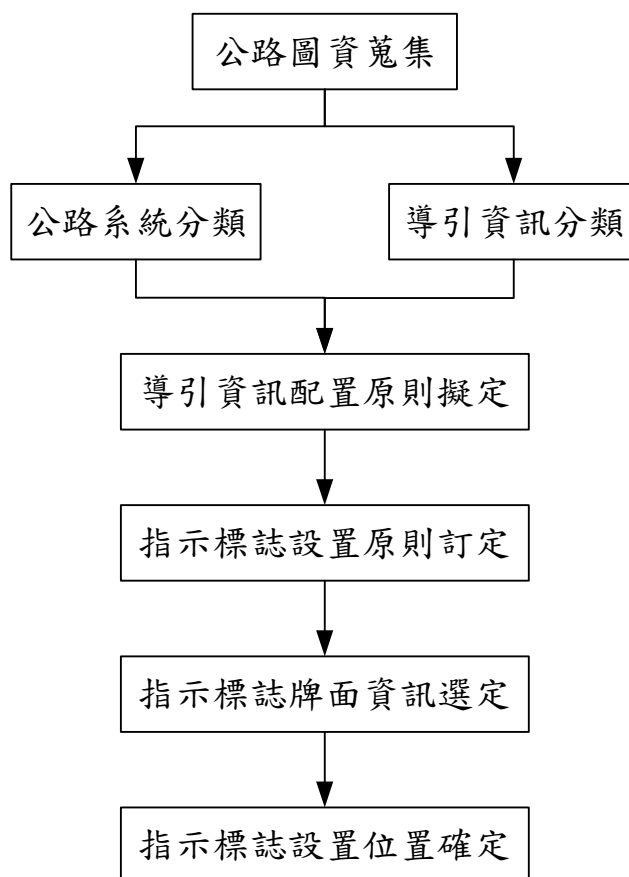 公路圖資蒐集
公路系統分類
導引資訊分類
導引資訊配置原則擬定
指示標誌設置原則訂定
指示標誌牌面資訊選定
指示標誌設置位置確定